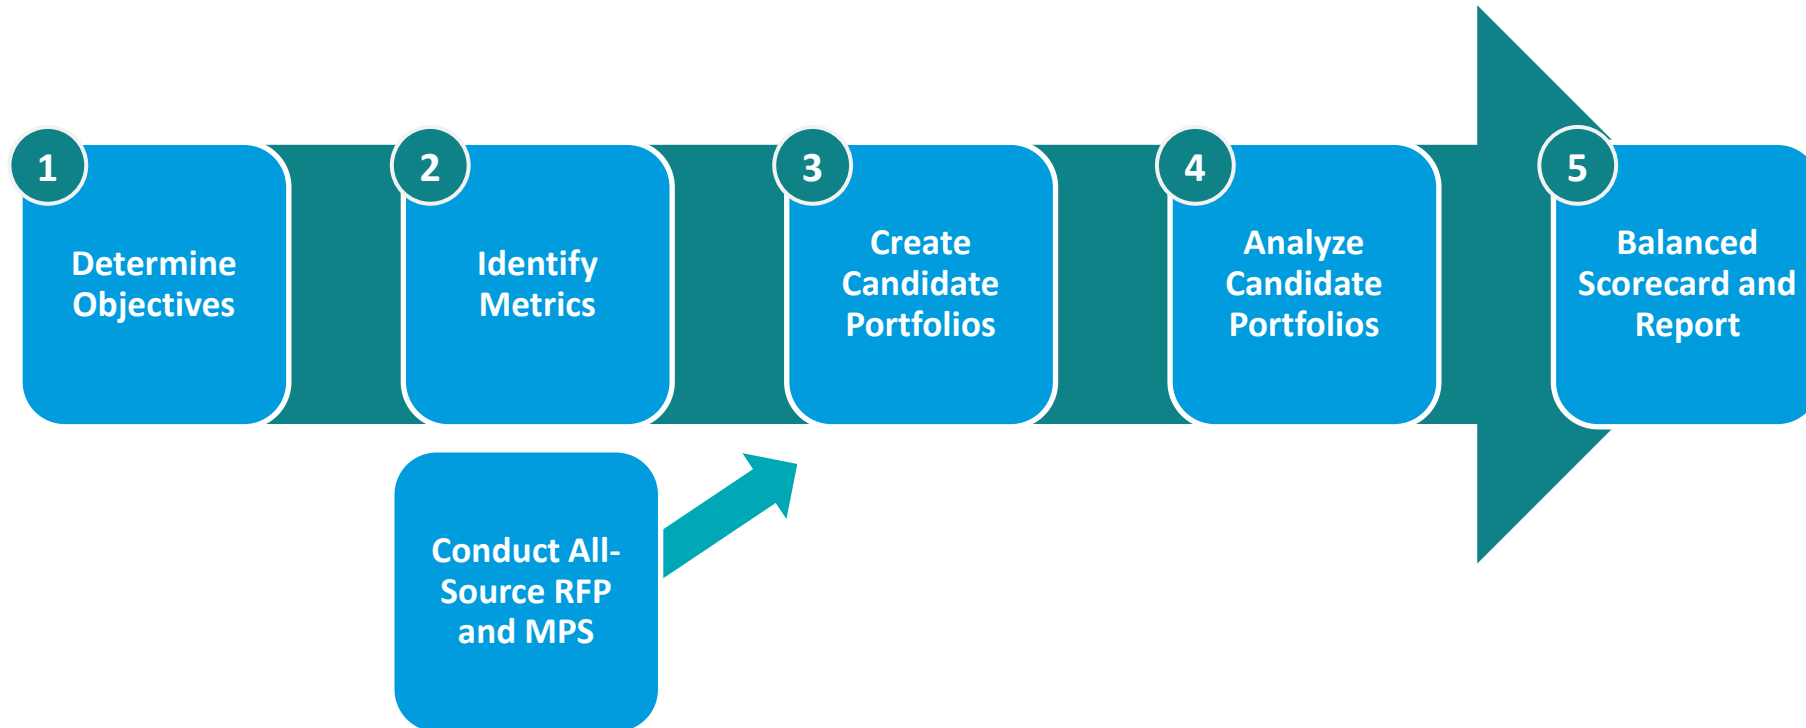 1
Determine
Objectives
2
Identify
Metrics
3
Create
Candidate
Portfolios
4
Analyze
Candidate
Portfolios
5
Balanced
Scorecard and
Report
Conduct All-
Source RFP
and MPS